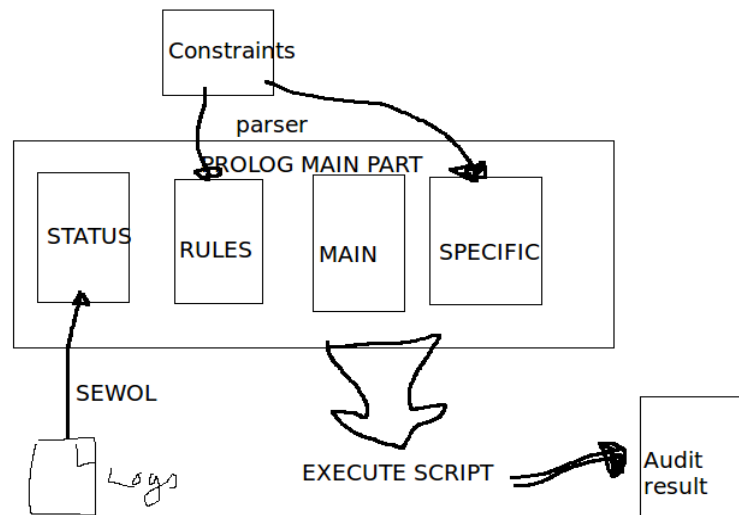 Constraints
parser
PROLOG MAIN PART
STATUS
RULES
MAIN
SPECIFIC
SEWOL
Logs
EXECUTE SCRIPT
Audit
result